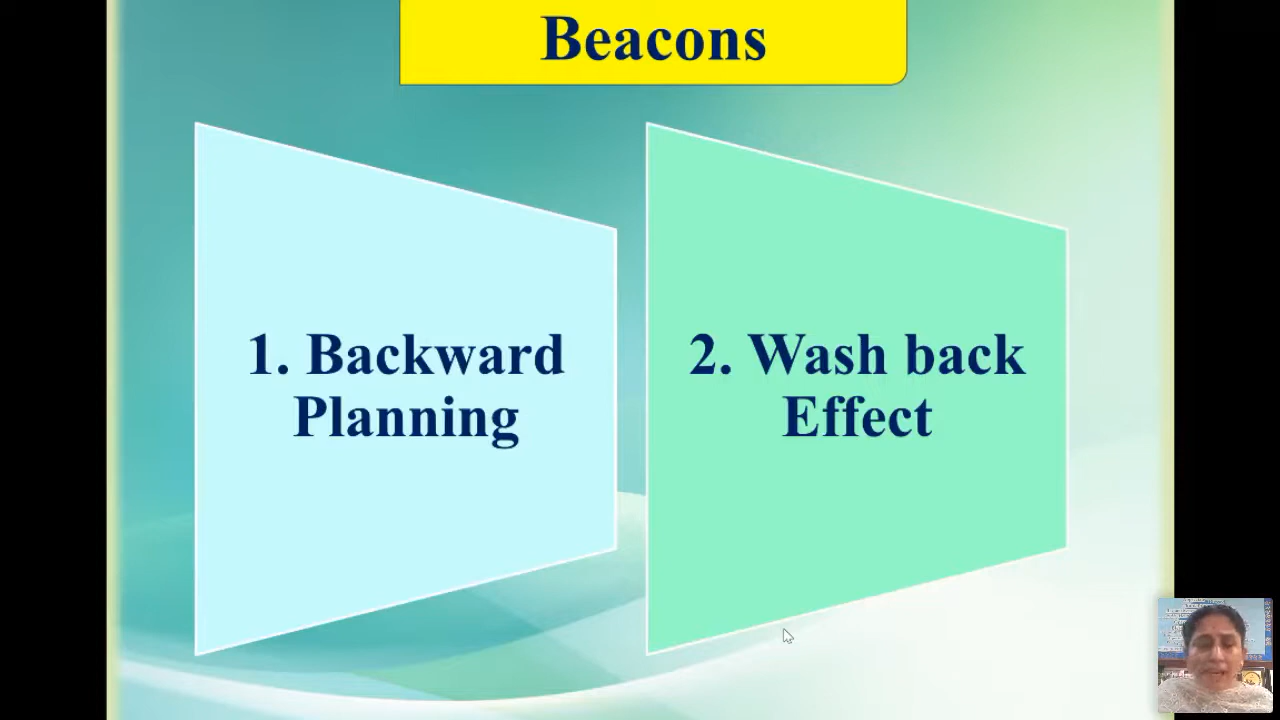 Beacons
1. Backward
Planning
2. Wash back
Effect